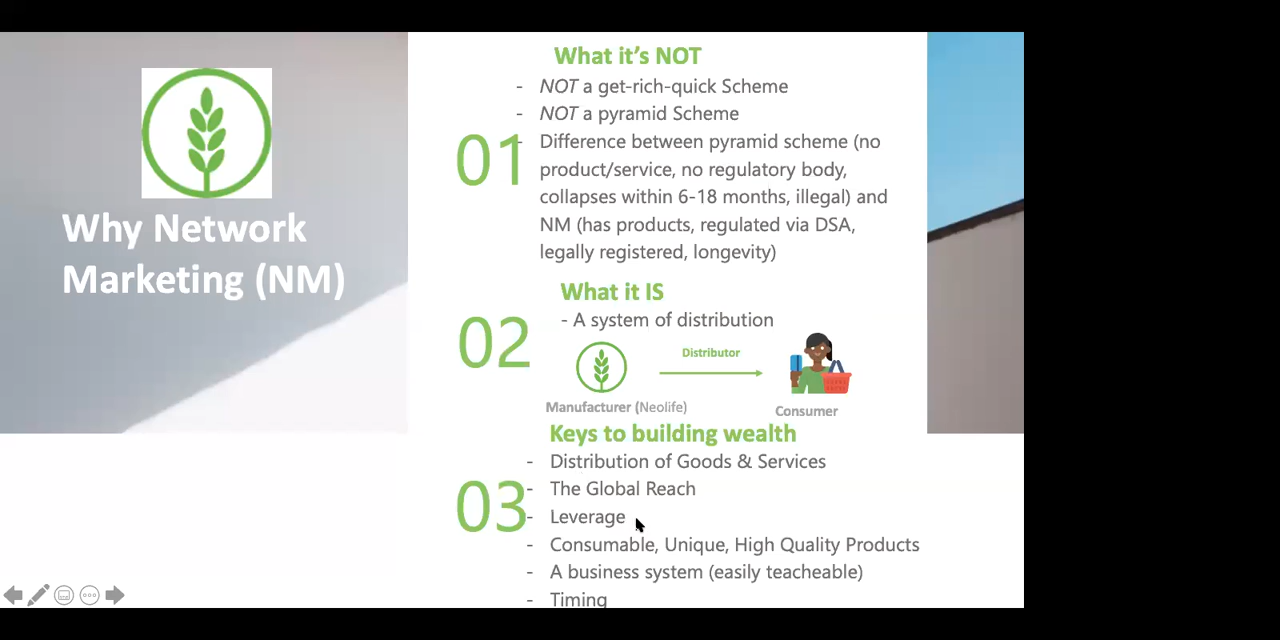 Why Network
Marketing (NM)
What it's NOT
- NOT a get-rich-quick Scheme
- NOT a pyramid Scheme
01
- Difference between pyramid scheme (no
product/service, no regulatory body,
collapses within 6-18 months, illegal) and
NM (has products, regulated via DSA,
legally registered, longevity)
What it IS
02
- A system of distribution
Distributor
Manufacturer (Neolife)
Consumer
Keys to building wealth
03
- Distribution of Goods & Services
- The Global Reach
- Leverage
- Consumable, Unique, High Quality Products
- A business system (easily teacheable)
- Timing